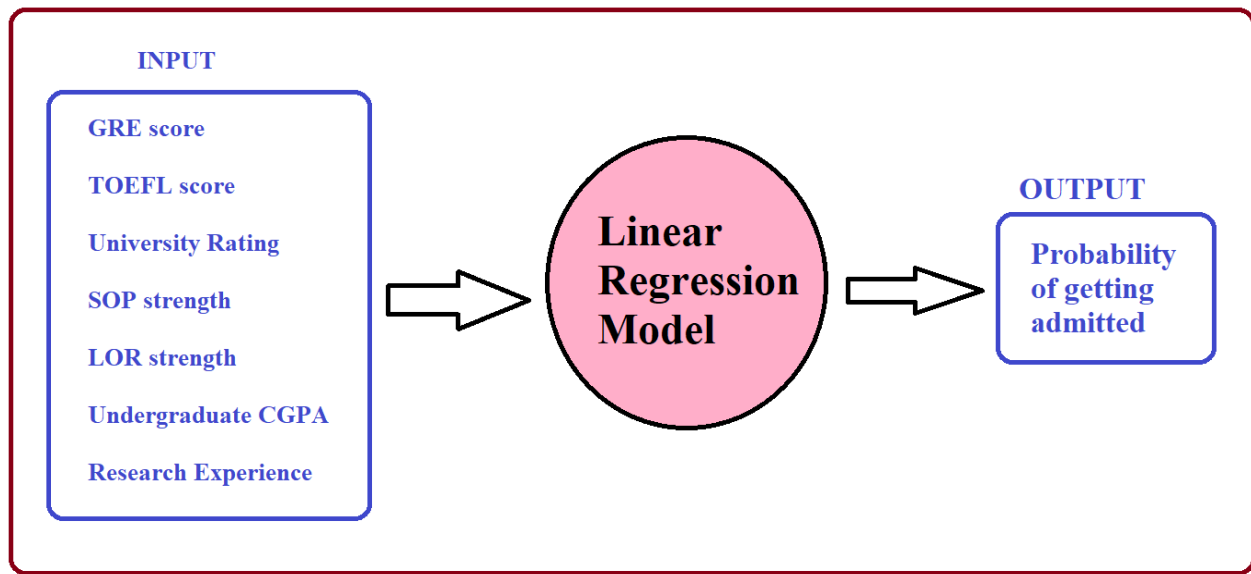 INPUT
GRE score
TOEFL score
University Rating
SOP strength
LOR strength
Undergraduate CGPA
Research Experience
Linear
Regression
Model
OUTPUT
Probability
of getting
admitted